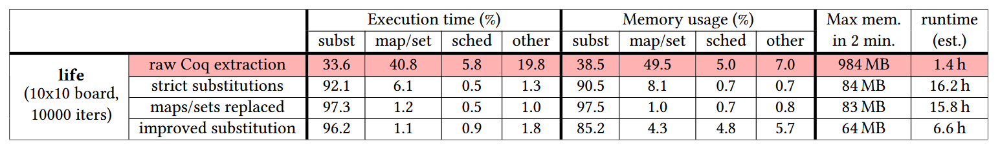 Execution time (%) Memory usage (%) Max mem. runtime
subst map/set sched other subst map/set sched other in 2 min. (est.)
life raw Coq extraction 33.6 40.8 5.8 19.8 38.5 49.5 5.0 7.0 984 MB 1.4 h
(10x10 board, strict substitutions 92.1 6.1 0.5 1.3 90.5 8.1 0.7 0.7 84 MB 16.2 h
10000 iters) maps/sets replaced 97.3 1.2 0.5 1.0 97.5 1.0 0.7 0.8 83 MB 15.8 h
improved substitution 96.2 1.1 0.9 1.8 85.2 4.3 4.8 5.7 64 MB 6.6 h